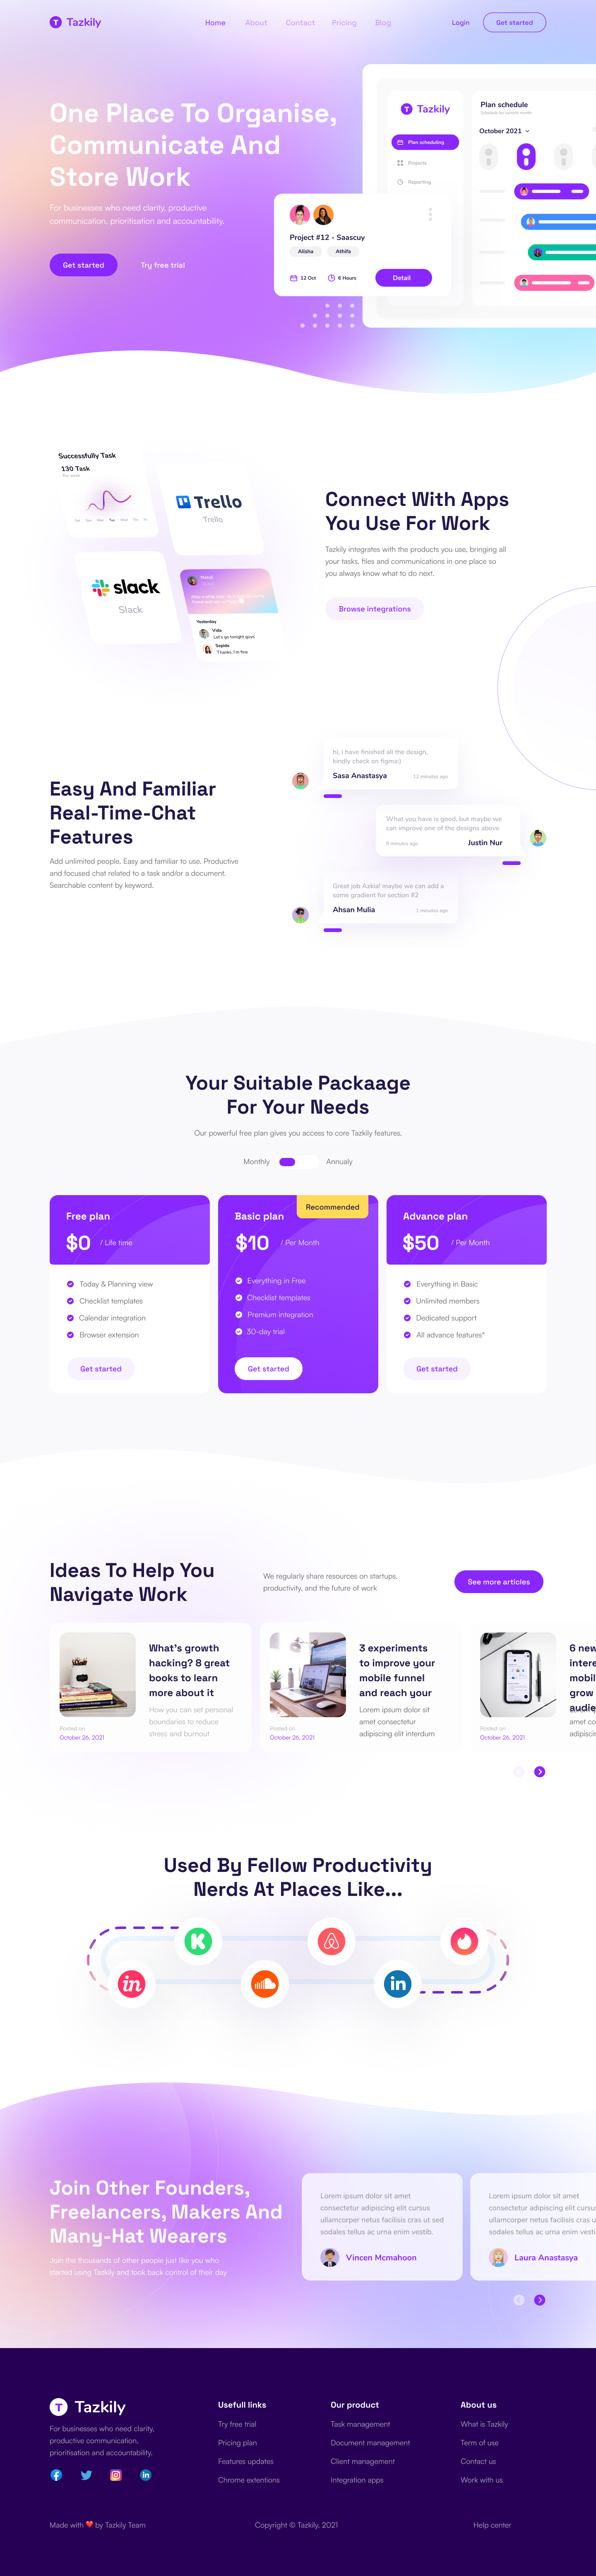 Tazkily
Home
About
Contact
Pricing
Blog
Login
Get started
One Place To Organise,
Communicate And
Store Work
For businesses who need clarity, productive
communication, prioritisation and accountability.
Get started
Try free trial
Tazkily
Plan scheduling
Projects
Reporting
Plan schedule
Schedule for current month
October 2021
Project #12 - Saascuy
Alisha
Athifa
12 Oct
6 Hours
Detail
Successfully Task
130 Task
Trello
Trello
slack
Slack
Yesterday
Vida
Let's go tonight guys!
Sepide
Thanks, I'm fine
Connect With Apps
You Use For Work
Tazkily integrates with the products you use, bringing all
your tasks, files and communications in one place so
you always know what to do next.
Browse integrations
Easy And Familiar
Real-Time-Chat
Features
Add unlimited people. Easy and familiar to use. Productive
and focused chat related to a task and/or a document.
Searchable content by keyword.
hi, i have finished all the design,
kindly check on figma:)
Sasa Anastasya
12 minutes ago
What you have is good, but maybe we
can improve one of the designs above
8 minutes ago
Justin Nur
Great job Azkia! maybe we can add a
some gradient for section #2
Ahsan Mulia
1 minutes ago
Your Suitable Packaage
For Your Needs
Our powerful free plan gives you access to core Tazkily features.
Monthly
Annualy
Free plan
$0
/ Life time
Today & Planning view
Checklist templates
Calendar integration
Browser extension
Get started
Recommended
Basic plan
$10
/ Per Month
Everything in Free
Checklist templates
Premium integration
30-day trial
Get started
Advance plan
$50
/ Per Month
Everything in Basic
Unlimited members
Dedicated support
All advance features*
Get started
Ideas To Help You
Navigate Work
We regularly share resources on startups,
productivity, and the future of work
See more articles
What's growth
hacking? 8 great
books to learn
more about it
How you can set personal
boundaries to reduce
stress and burnout
Posted on
October 26, 2021
3 experiments
to improve your
mobile funnel
and reach your
Lorem ipsum dolor sit
amet consectetur
adipiscing elit interdum
Posted on
October 26, 2021
6 new
intere
mobil
grow
audie
amet co
adipiscin
Posted on
October 26, 2021
Used By Fellow Productivity
Nerds At Places Like...
in
in
Join Other Founders,
Freelancers, Makers And
Many-Hat Wearers
Join the thousands of other people just like you who
started using Tazkily and took back control of their day
Lorem ipsum dolor sit amet
consectetur adipiscing elit cursus
ullamcorper netus facilisis cras ut sed
sodales tellus ac urna enim vestib.
Vincen Mcmahoon
Lorem ipsum dolor sit amet
consectetur adipiscing elit cursu
ullamcorper netus facilisis cras
sodales tellus ac urna enim vesti
Laura Anastasya
Tazkily
For businesses who need clarity,
productive communication,
prioritisation and accountability.
Usefull links
Try free trial
Pricing plan
Features updates
Chrome extentions
Our product
Task management
Document management
Client management
Integration apps
About us
What is Tazkily
Term of use
Contact us
Work with us
Made with ❤️ by Tazkily Team
Copyright © Tazkily, 2021
Help center